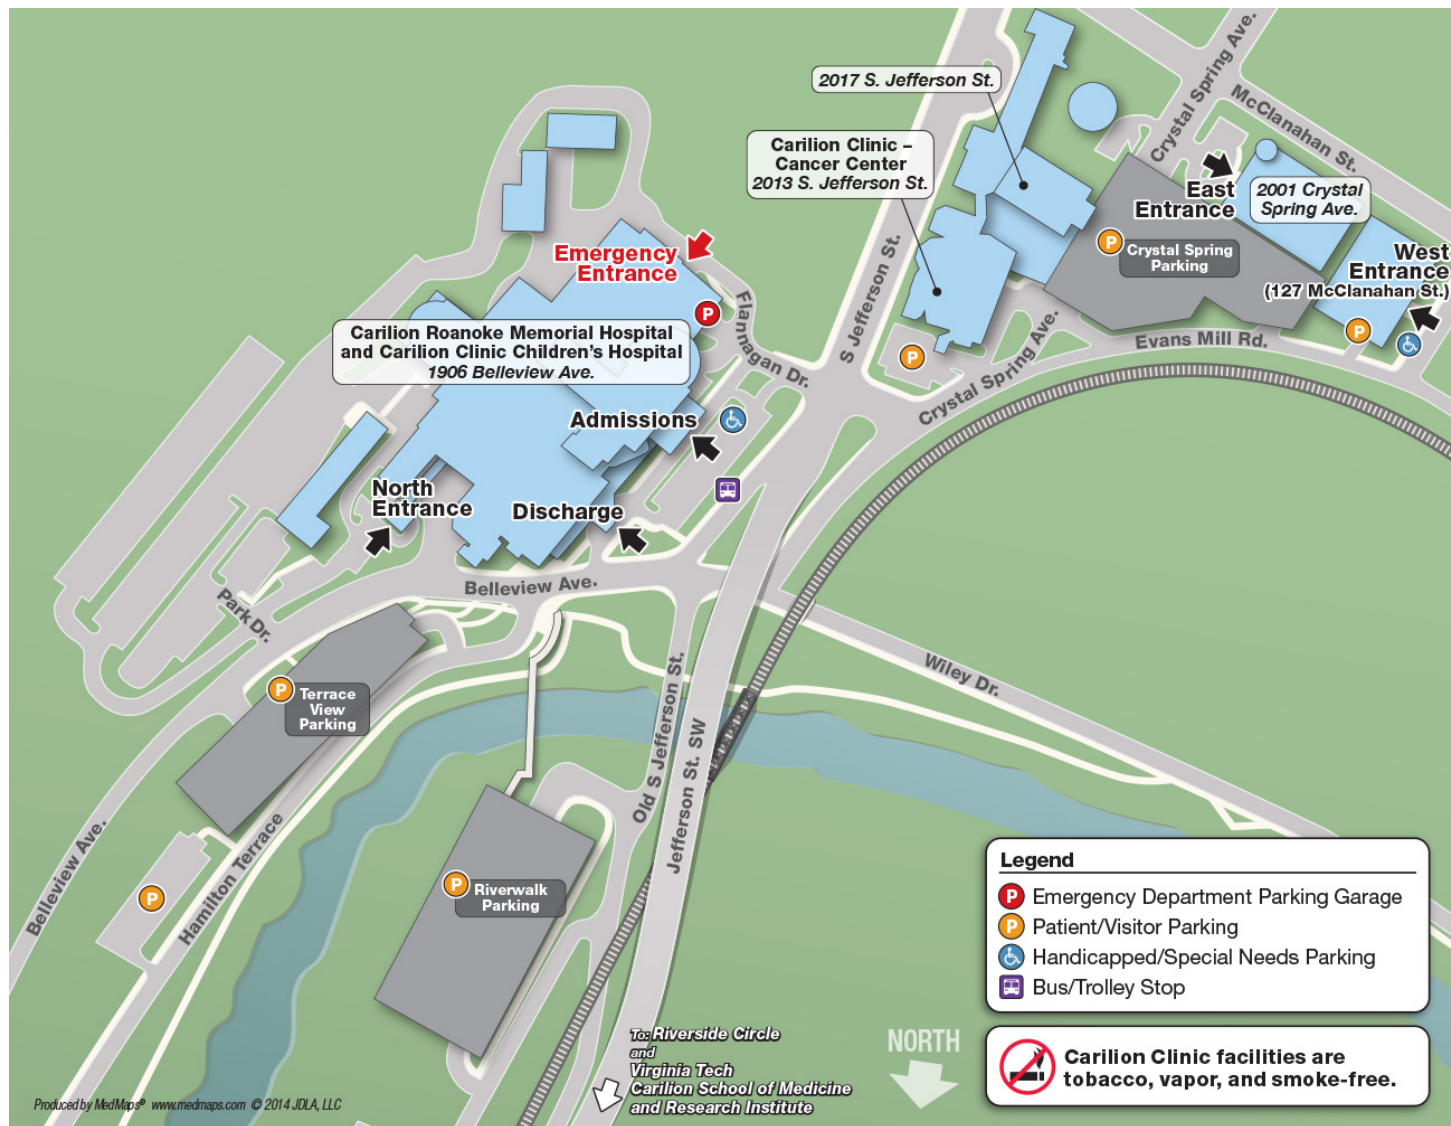 2017 S. Jefferson St.
Carilion Clinic –
Cancer Center
2013 S. Jefferson St.
Crystal Spring Ave.
McClanahan St.
East
Entrance
2001 Crystal
Spring Ave.
West
Entrance
(127 McClanahan St.)
P
Crystal Spring
Parking
P
Evans Mill Rd.
S Jefferson St.
P
Crystal Spring Ave.
Emergency
Entrance
P
Flannagan Dr.
Carilion Roanoke Memorial Hospital
and Carilion Clinic Children's Hospital
1906 Belleview Ave.
Admissions
North
Entrance
Discharge
Belleview Ave.
Park Dr.
P
Terrace
View
Parking
Wiley Dr.
Old S Jefferson St.
Jefferson St. SW
Belleview Ave.
P
Hamilton Terrace
P
Riverwalk
Parking
Legend
P Emergency Department Parking Garage
P Patient/Visitor Parking
Handicapped/Special Needs Parking
Bus/Trolley Stop
To: Riverside Circle
and
Virginia Tech
Carilion School of Medicine
and Research Institute
NORTH
Carilion Clinic facilities are
tobacco, vapor, and smoke-free.
Produced by MedMaps® www.medmaps.com © 2014 JDLA, LLC